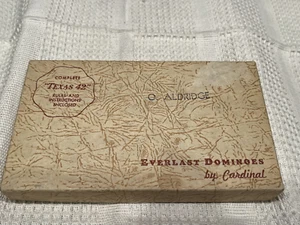 COMPLETE
"TEXAS 42"
RULES AND
INSTRUCTIONS
ENCLOSED
O. ALDRIDGE
EVERLAST DOMINOES
by Cardinal